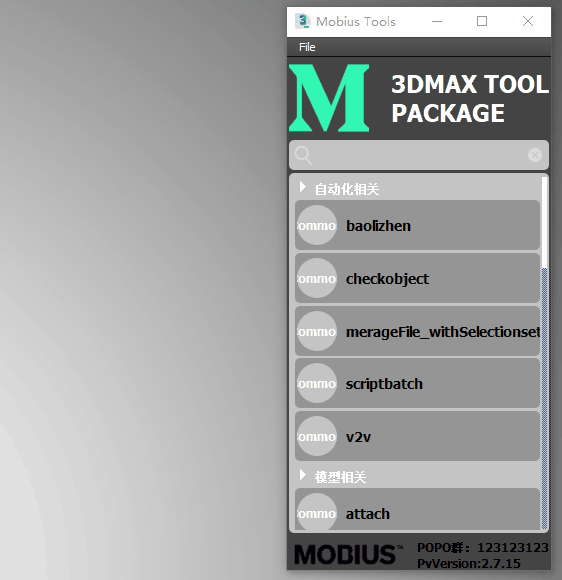 Mobius Tools
File
M
3DMAX TOOL
PACKAGE
自动化相关
ommo
baolizhen
ommo
checkobject
ommo
merageFile_withSelectionset
ommo
scriptbatch
ommo
v2v
模型相关
ommo
attach
MOBIUS™
POPO群: 123123123
PyVersion:2.7.15